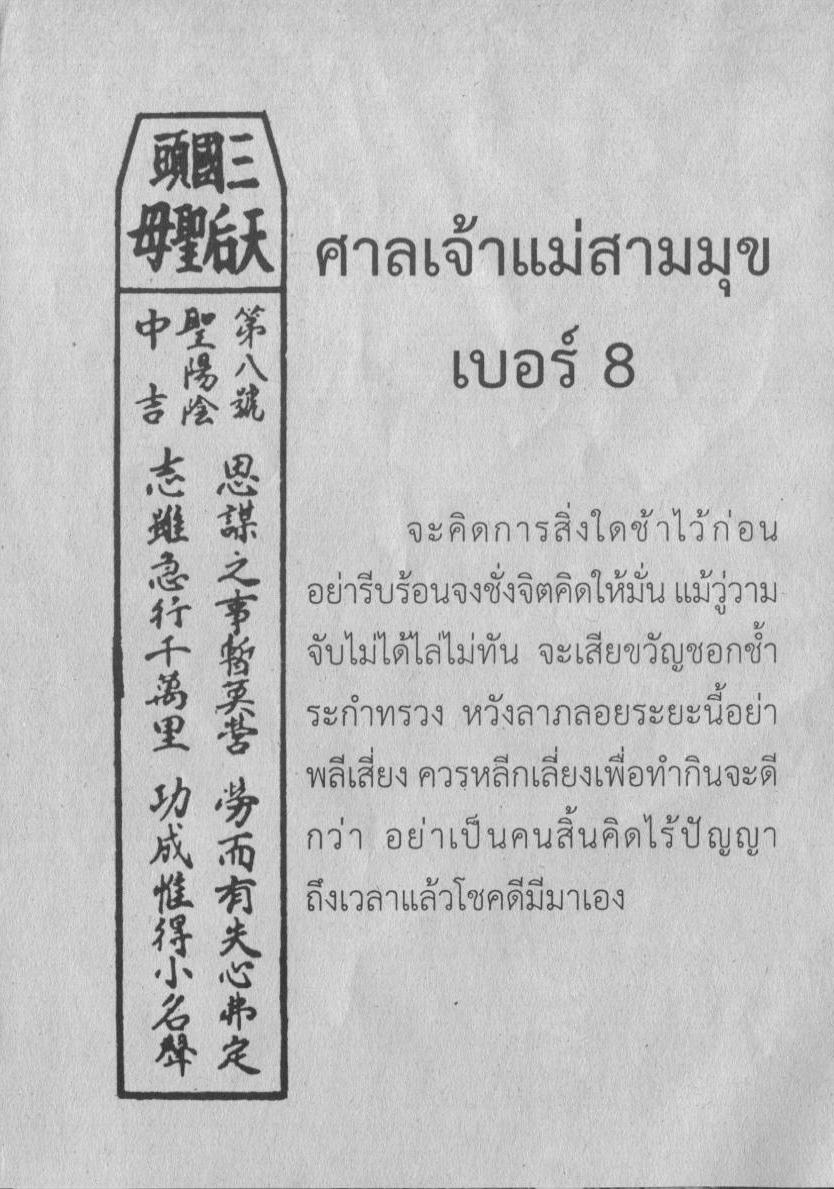 三國頭
天后聖母
第八號
聖陽陰
中吉
思謀之事暫英營 勞而有失心弗定
志雖急行千萬里 功成惟得小名聲
ศาลเจ้าแม่สามมุข
เบอร์ 8
จะคิดการสิ่งใดช้าไว้ก่อน
อย่ารีบร้อนจงชั่งจิตคิดให้มั่น แม้วู่วาม
จับไม่ได้ไล่ไม่ทัน จะเสียขวัญชอกช้ำ
ระกำทรวง หวังลาภลอยระยะนี้อย่า
พลีเสี่ยง ควรหลีกเลี่ยงเพื่อทำกินจะดี
กว่า อย่าเป็นคนสิ้นคิดไร้ปัญญา
ถึงเวลาแล้วโชคดีมีมาเอง